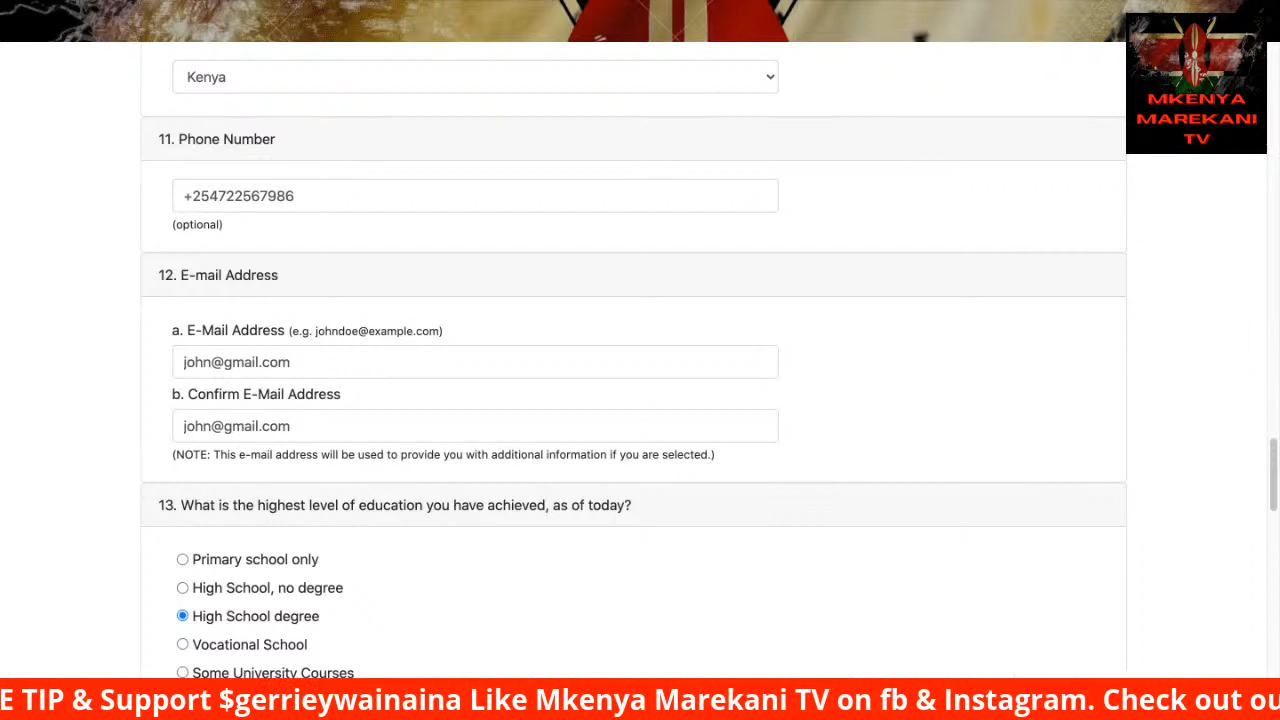 MKENYA
MAREKANI
TV
Kenya
11. Phone Number
+254722567986
(optional)
12. E-mail Address
a. E-Mail Address (e.g. johndoe@example.com)
john@gmail.com
b. Confirm E-Mail Address
john@gmail.com
(NOTE: This e-mail address will be used to provide you with additional information if you are selected.)
13. What is the highest level of education you have achieved, as of today?
Primary school only
High School, no degree
High School degree
Vocational School
Some University Courses
E TIP & Support $gerrieywainaina Like Mkenya Marekani TV on fb & Instagram. Check out ou